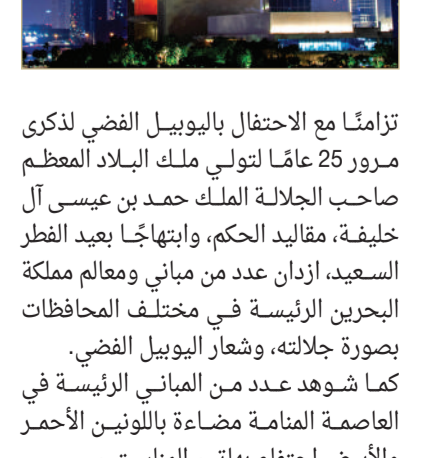 تزامنًا مع الاحتفال باليوبيل الفضي لذكرى
مرور 25 عامًا لتولي ملك البلاد المعظم
صاحب الجلالة الملك حمد بن عيسى آل
خليفة، مقاليد الحكم، وابتهاجًا بعيد الفطر
السعيد، ازدان عدد من مباني ومعالم مملكة
البحرين الرئيسة في مختلف المحافظات
بصورة جلالته، وشعار اليوبيل الفضي.
كما شوهد عدد من المباني الرئيسة في
العاصمة المنامة مضاءة باللونين الأحمر